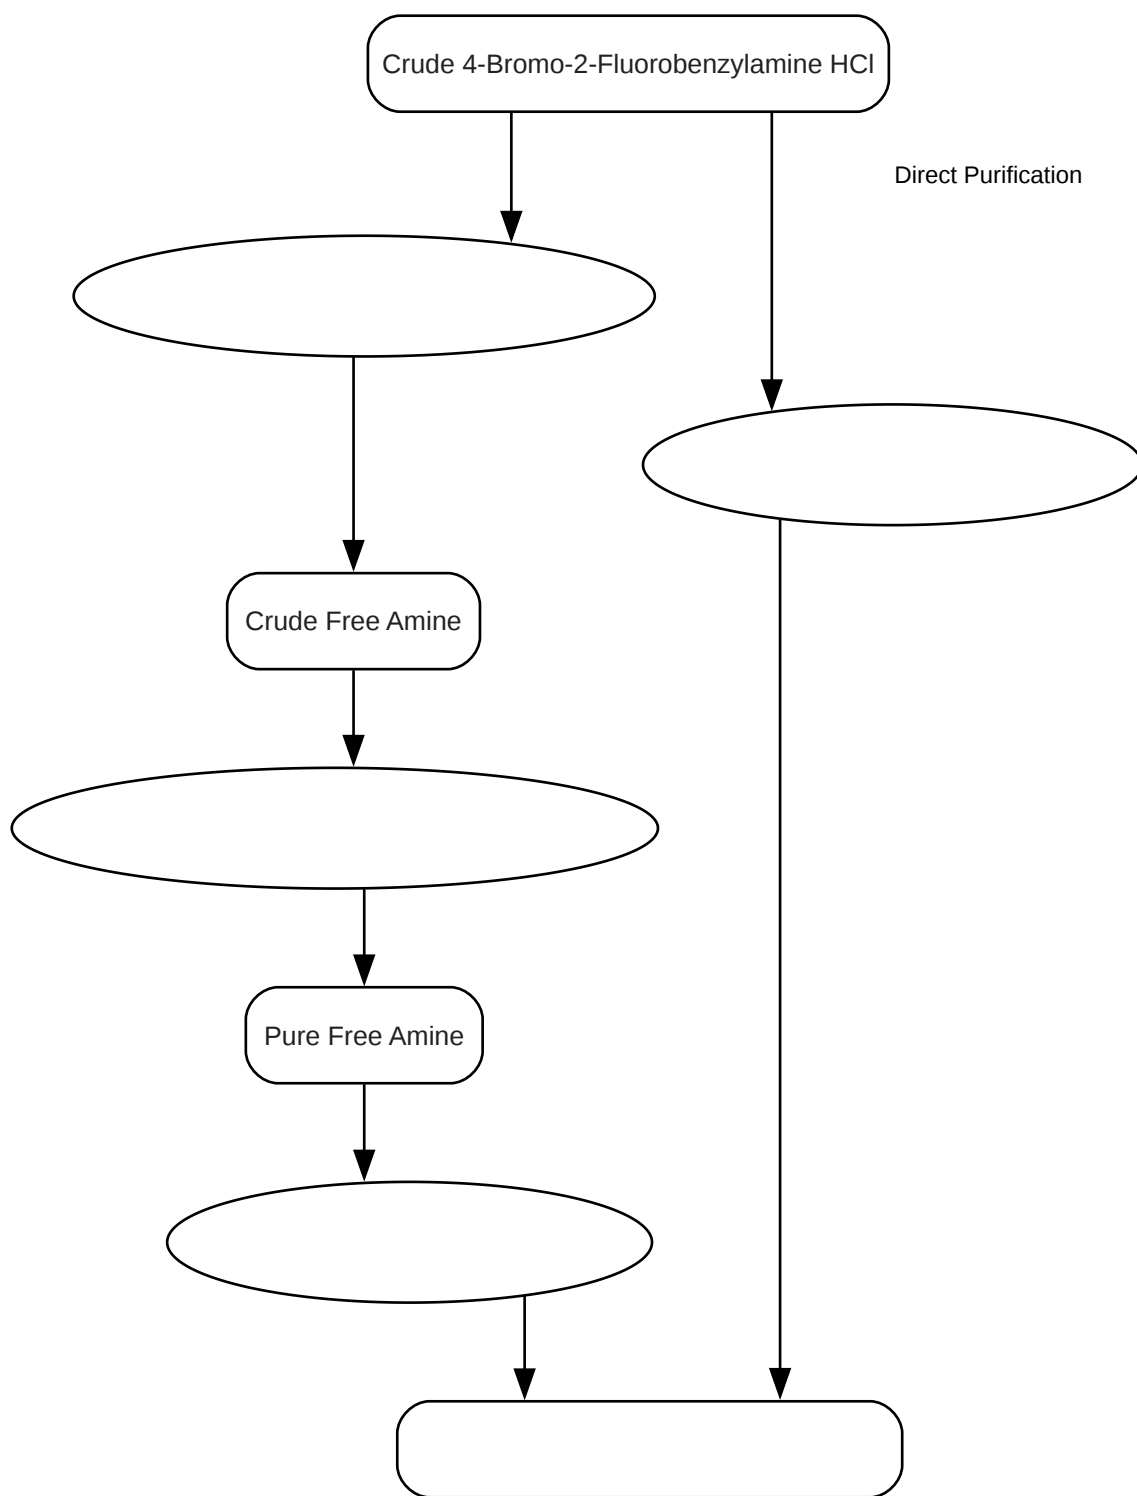 Crude 4-Bromo-2-Fluorobenzylamine HCl
Direct Purification
Crude Free Amine
Pure Free Amine